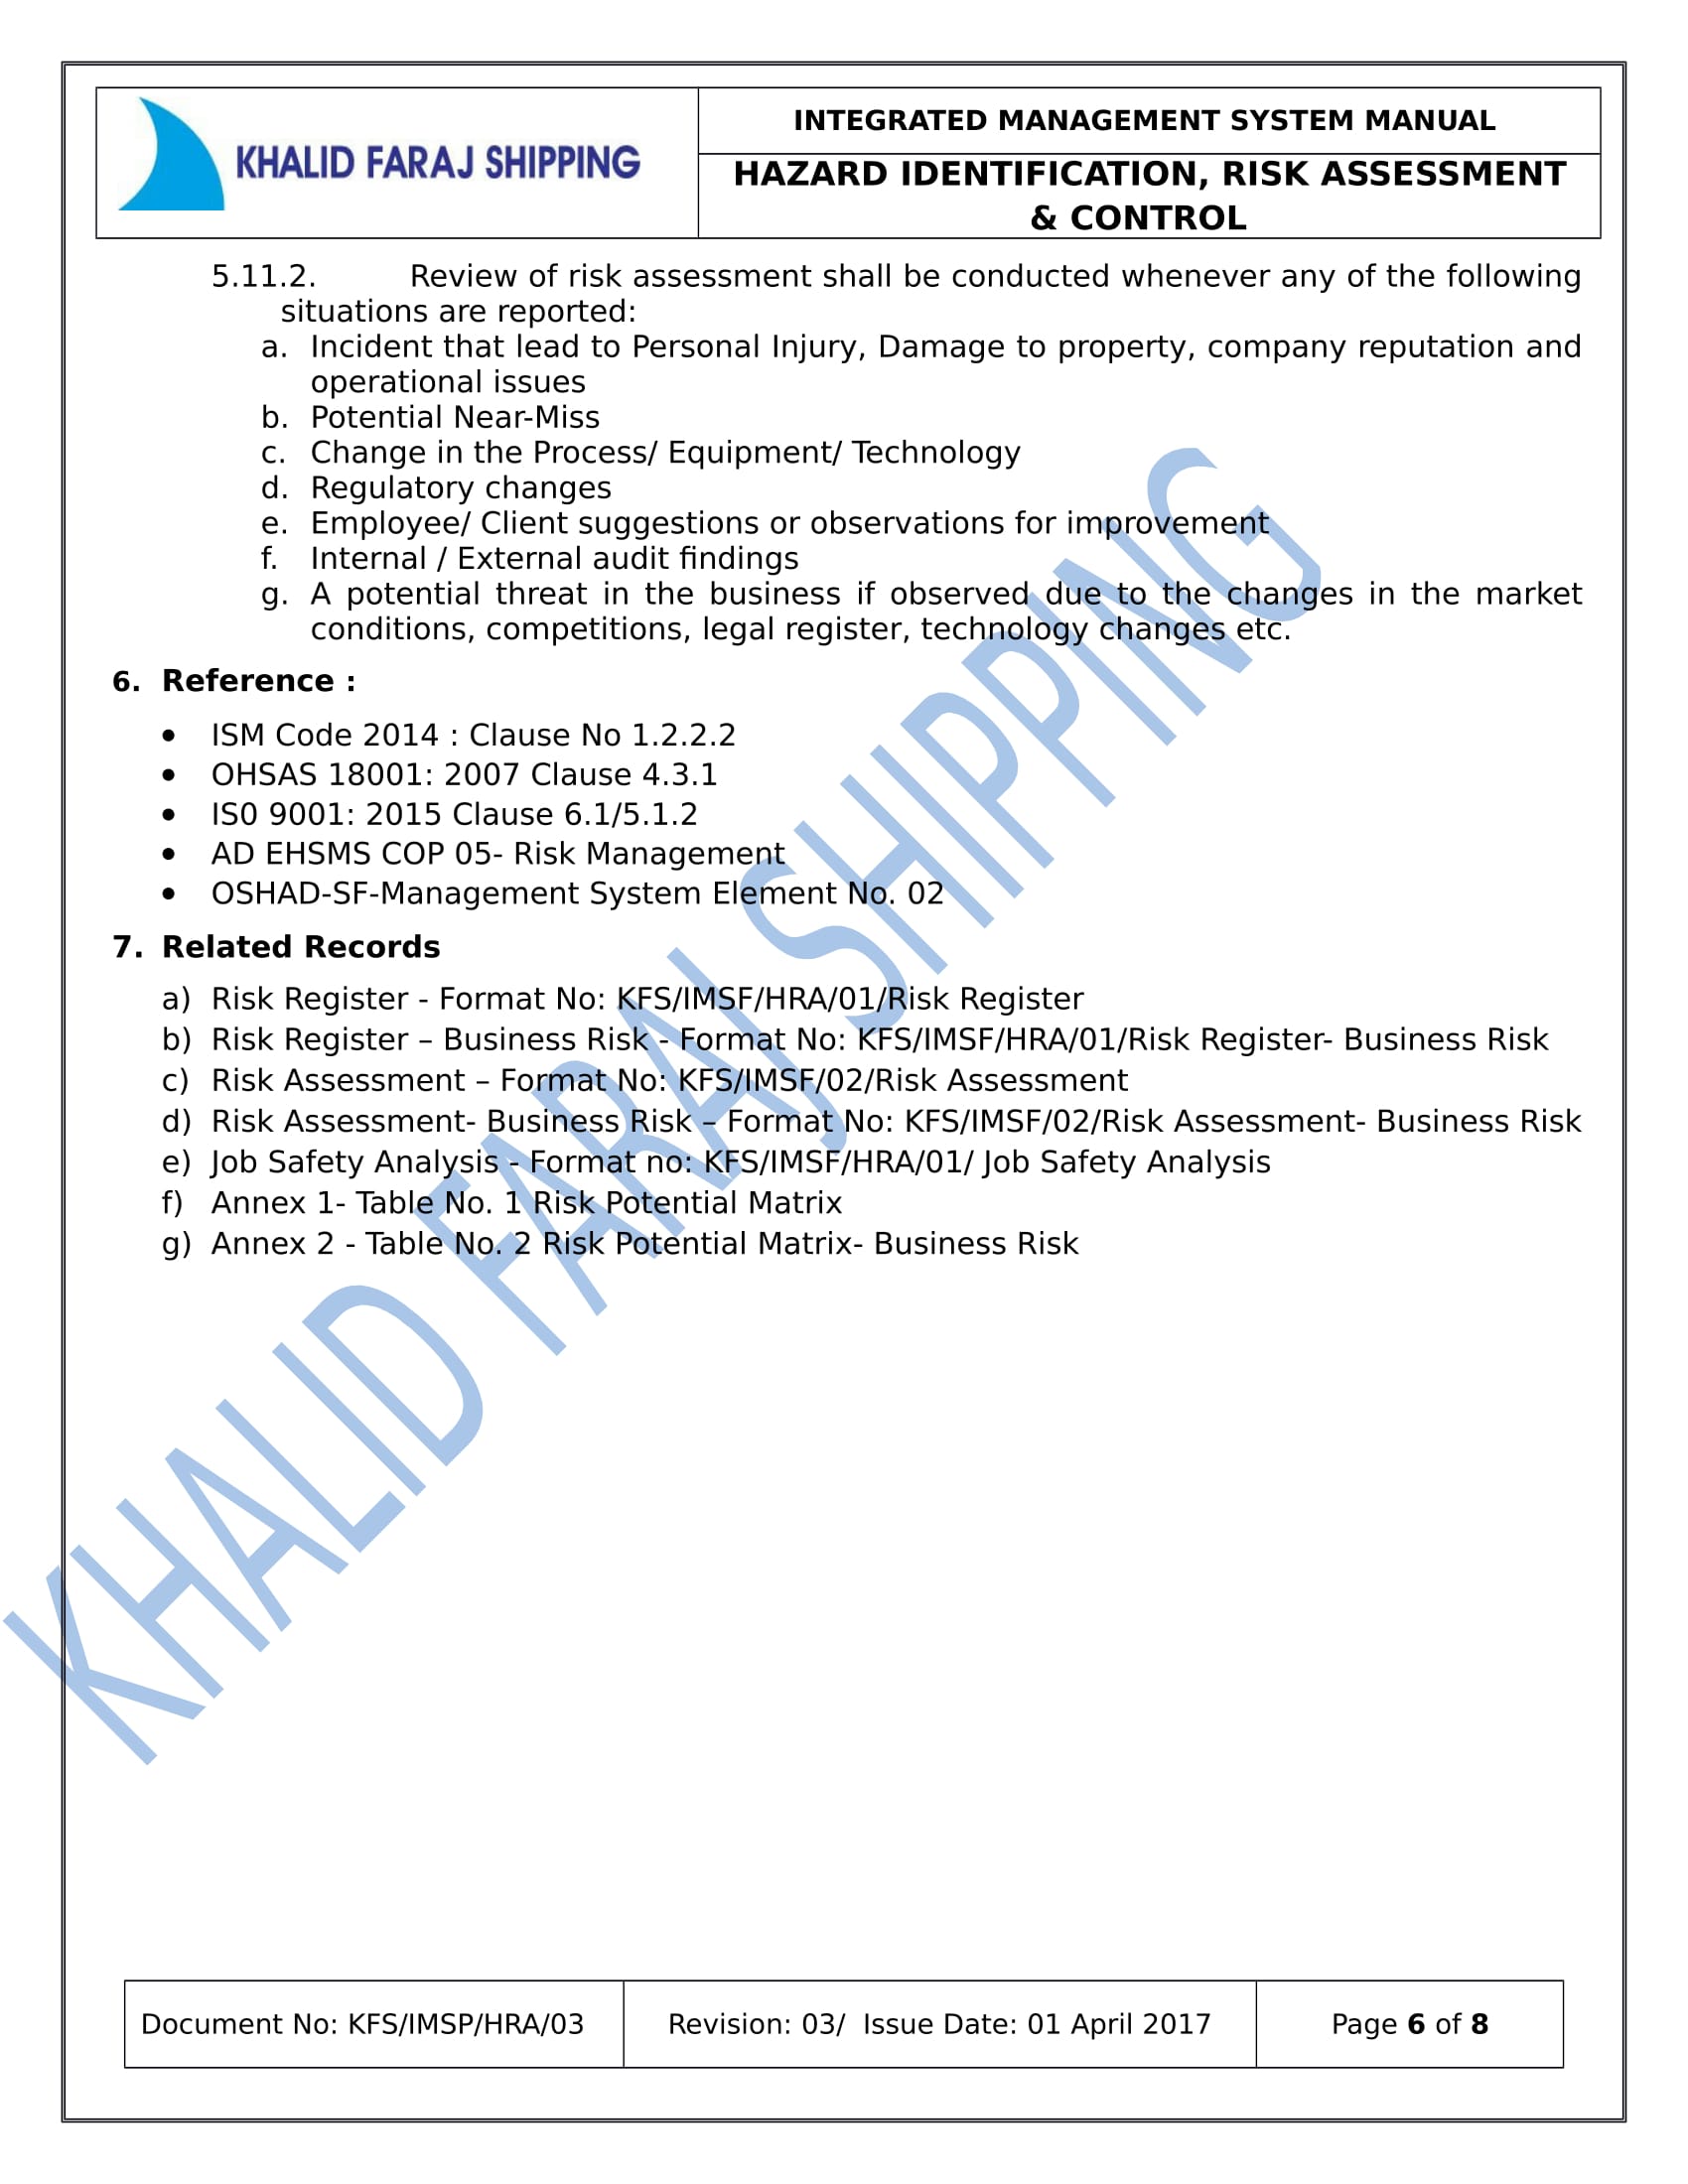 KHALID FARAJ SHIPPING
INTEGRATED MANAGEMENT SYSTEM MANUAL
HAZARD IDENTIFICATION, RISK ASSESSMENT
& CONTROL
5.11.2. Review of risk assessment shall be conducted whenever any of the following
situations are reported:
a. Incident that lead to Personal Injury, Damage to property, company reputation and
operational issues
b. Potential Near-Miss
c. Change in the Process/ Equipment/ Technology
d. Regulatory changes
e. Employee/ Client suggestions or observations for improvement
f. Internal / External audit findings
g. A potential threat in the business if observed due to the changes in the market
conditions, competitions, legal register, technology changes etc.
6. Reference :
• ISM Code 2014 : Clause No 1.2.2.2
• OHSAS 18001: 2007 Clause 4.3.1
• IS0 9001: 2015 Clause 6.1/5.1.2
• AD EHSMS COP 05- Risk Management
• OSHAD-SF-Management System Element No. 02
7. Related Records
a) Risk Register - Format No: KFS/IMSF/HRA/01/Risk Register
b) Risk Register – Business Risk - Format No: KFS/IMSF/HRA/01/Risk Register- Business Risk
c) Risk Assessment – Format No: KFS/IMSF/02/Risk Assessment
d) Risk Assessment- Business Risk – Format No: KFS/IMSF/02/Risk Assessment- Business Risk
e) Job Safety Analysis - Format no: KFS/IMSF/HRA/01/ Job Safety Analysis
f) Annex 1- Table No. 1 Risk Potential Matrix
g) Annex 2 - Table No. 2 Risk Potential Matrix- Business Risk
KHALID FARAJ SHIPPING
Document No: KFS/IMSP/HRA/03
Revision: 03/ Issue Date: 01 April 2017
Page 6 of 8